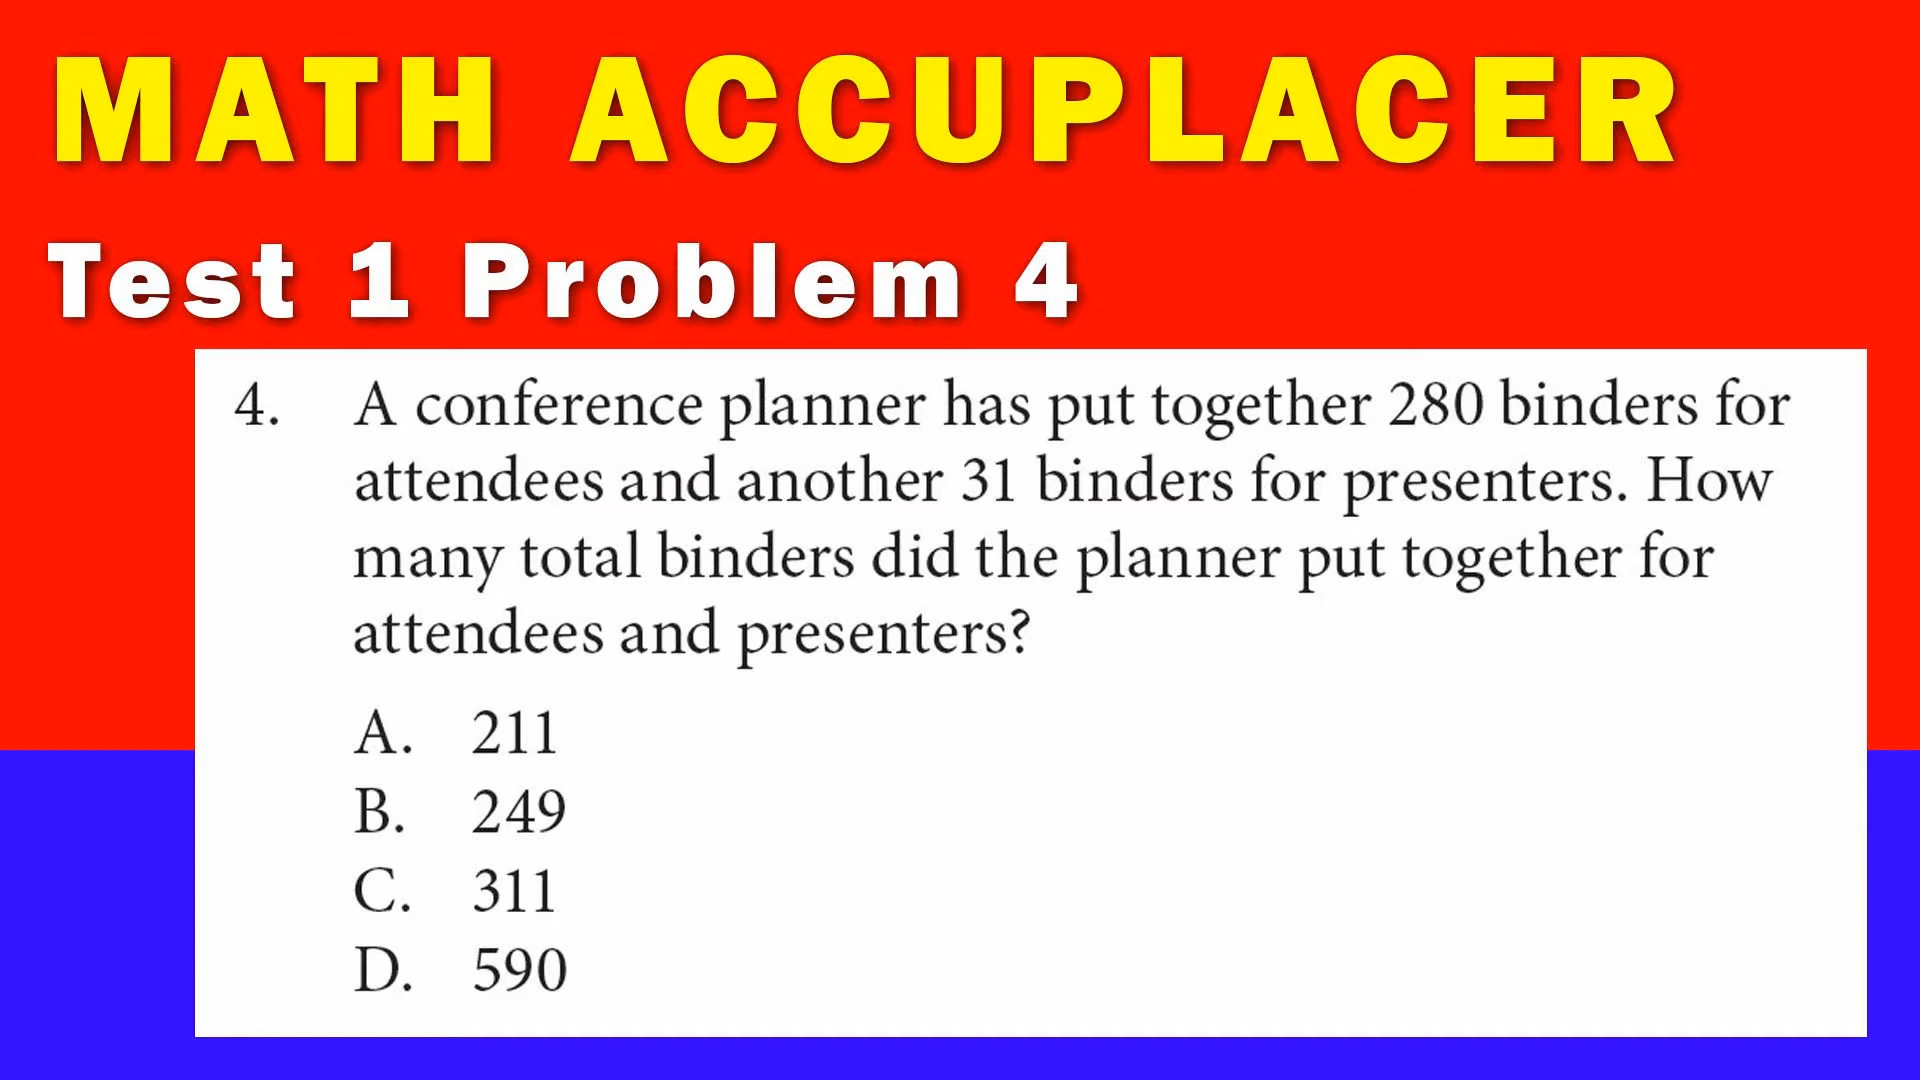 MATH ACCUPLACER
Test 1 Problem 4
4. A conference planner has put together 280 binders for
attendees and another 31 binders for presenters. How
many total binders did the planner put together for
attendees and presenters?
A. 211
B. 249
C. 311
D. 590